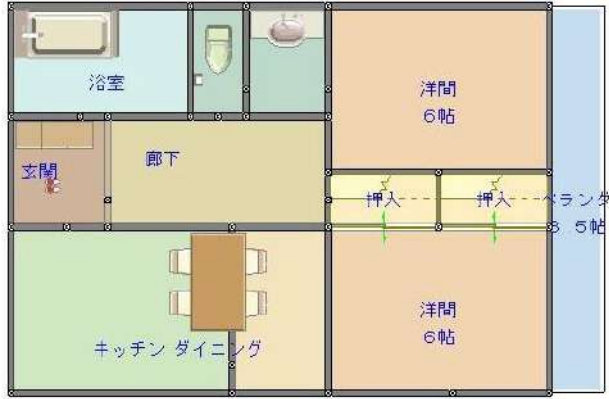 浴室
洋間
6帖
玄関
廊下
押入
押入
ベランダ
3.5帖
キッチン ダイニング
洋間
6帖